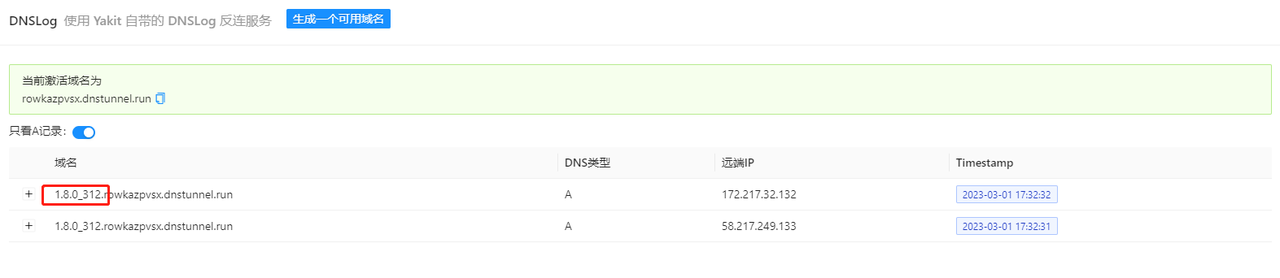 DNSLog 使用 Yakit 自带的 DNSLog 反连服务 生成一个可用域名
当前激活域名为
rowkazpvsx.dnstunnel.run
只看A记录：
域名 DNS类型 远端IP Timestamp
+ 1.8.0_312.rowkazpvsx.dnstunnel.run A 172.217.32.132 2023-03-01 17:32:32
+ 1.8.0_312.rowkazpvsx.dnstunnel.run A 58.217.249.133 2023-03-01 17:32:31